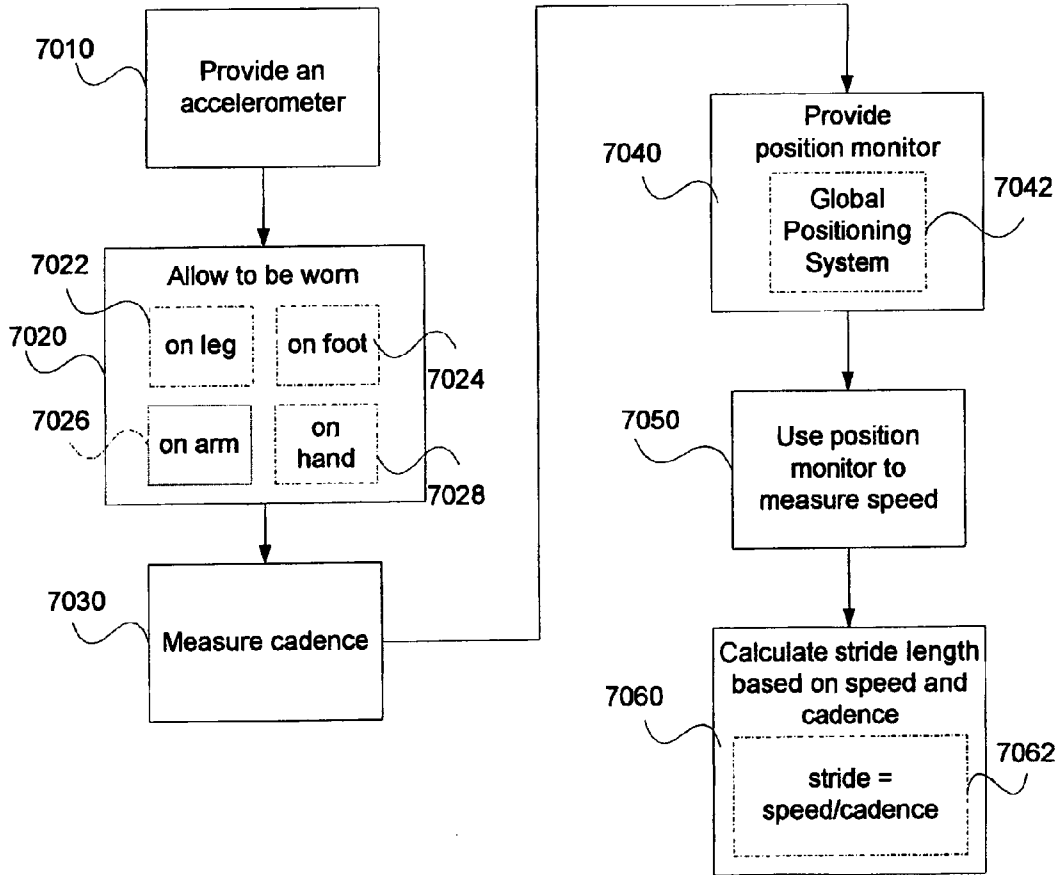 7010
Provide an
accelerometer
Allow to be worn
7022
7020
on leg
on foot
7024
7026
on arm
on
hand
7028
7030
Measure cadence
Provide
position monitor
7040
7042
Global
Positioning
System
7050
Use position
monitor to
measure speed
Calculate stride length
based on speed and
cadence
7060
7062
stride =
speed/cadence